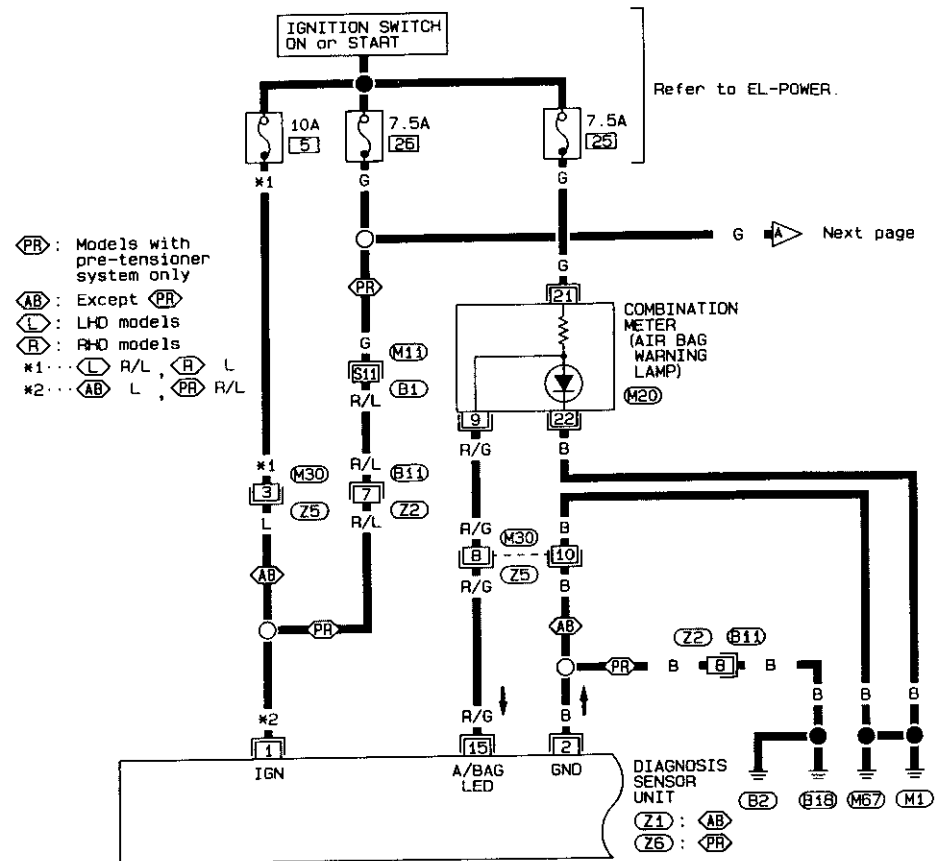 IGNITION SWITCH
ON or START
Refer to EL-POWER.
10A
5
7.5A
26
7.5A
25
*1
G
G
G A Next page
PR : Models with
pre-tensioner
system only
AB : Except PR
L : LHD models
R : RHD models
*1 ··· L R/L , R L
*2 ··· AB L , PR R/L
PR
G
21
COMBINATION
METER
(AIR BAG
WARNING
LAMP)
M20
G
S11
M11
B1
R/L
9
22
R/G
B
*1
3
M30
Z5
L
R/L
7
B11
Z2
R/L
R/G
8
M30
Z5
R/G
B
10
B
AB
PR
AB
PR
B
Z2
8
B11
B
B
B
B
*2
R/G
B
1
15
2
IGN
A/BAG
LED
GND
DIAGNOSIS
SENSOR
UNIT
Z1 : AB
Z6 : PR
B2
B18
M67
M1